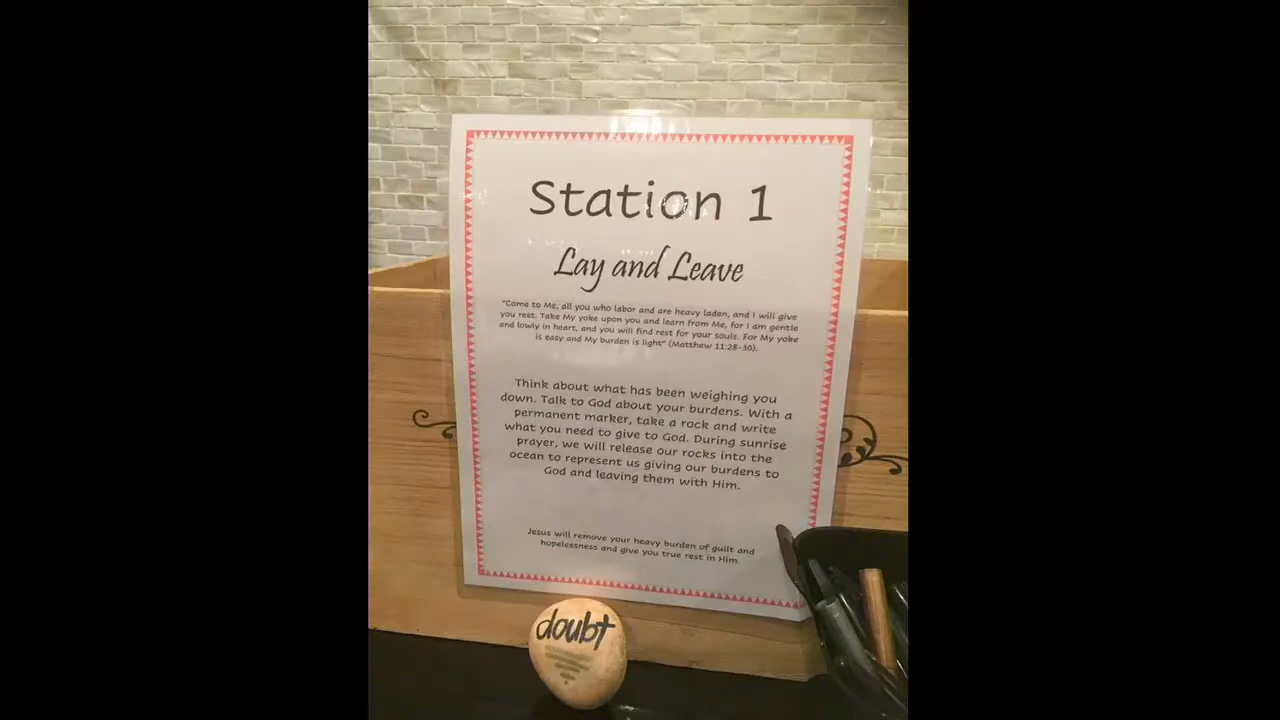 Station 1
Lay and Leave
"Come to Me, all you who labor and are heavy laden, and I will give
you rest. Take My yoke upon you and learn from Me, for I am gentle
and lowly in heart, and you will find rest for your souls. For My yoke
is easy and My burden is light" (Matthew 11:28-30).
Think about what has been weighing you
down. Talk to God about your burdens. With a
permanent marker, take a rock and write
what you need to give to God. During sunrise
prayer, we will release our rocks into the
ocean to represent us giving our burdens to
God and leaving them with Him.
Jesus will remove your heavy burden of guilt and
hopelessness and give you true rest in Him.
doubt